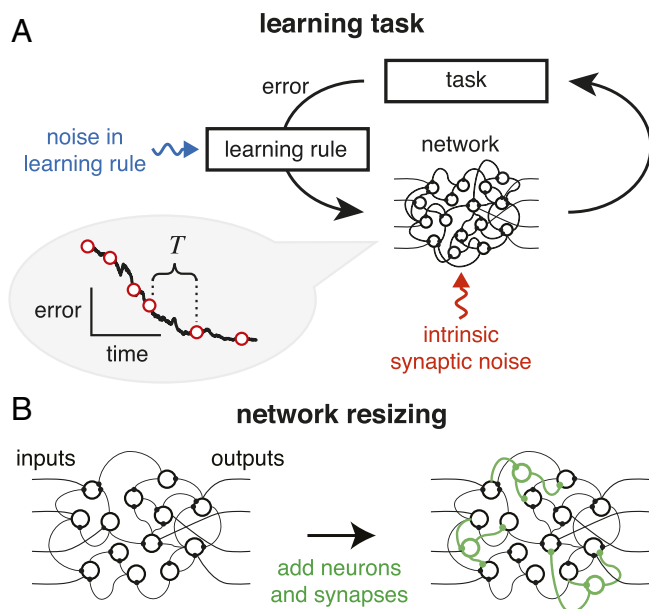 A
learning task
error
task
noise in
learning rule
learning rule
network
T
error
time
intrinsic
synaptic noise
B
network resizing
inputs
outputs
add neurons
and synapses